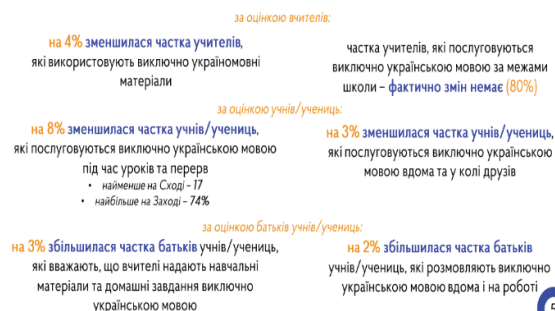 за оцінкою вчителів:
на 4% зменшилася частка учителів,
які використовують виключно україномовні
матеріали
частка учителів, які послуговуються
виключно українською мовою за межами
школи – фактично змін немає (80%)
за оцінкою учнів/учениць:
на 8% зменшилася частка учнів/учениць,
які послуговуються виключно українською мовою
під час уроків та перерв
• найменше на Сході – 17
• найбільше на Заході – 74%
на 3% зменшилася частка учнів/учениць,
які послуговуються виключно українською
мовою вдома та у колі друзів
за оцінкою батьків учнів/учениць:
на 3% збільшилася частка батьків учнів/учениць,
які вважають, що вчителі надають навчальні
матеріали та домашні завдання виключно
українською мовою
на 2% збільшилася частка батьків
учнів/учениць, які розмовляють виключно
українською мовою вдома і на роботі
5